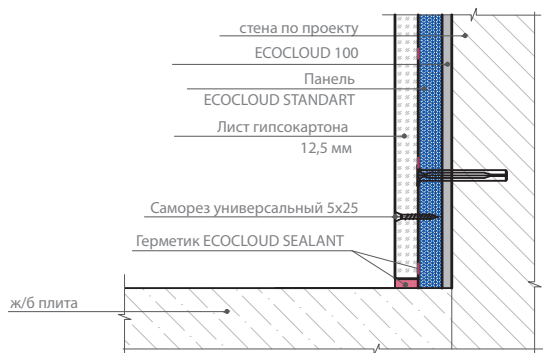 стена по проекту
ECOCLOUD 100
Панель
ECOCLOUD STANDART
Лист гипсокартона
12,5 мм
Саморез универсальный 5х25
Герметик ECOCLOUD SEALANT
ж/б плита